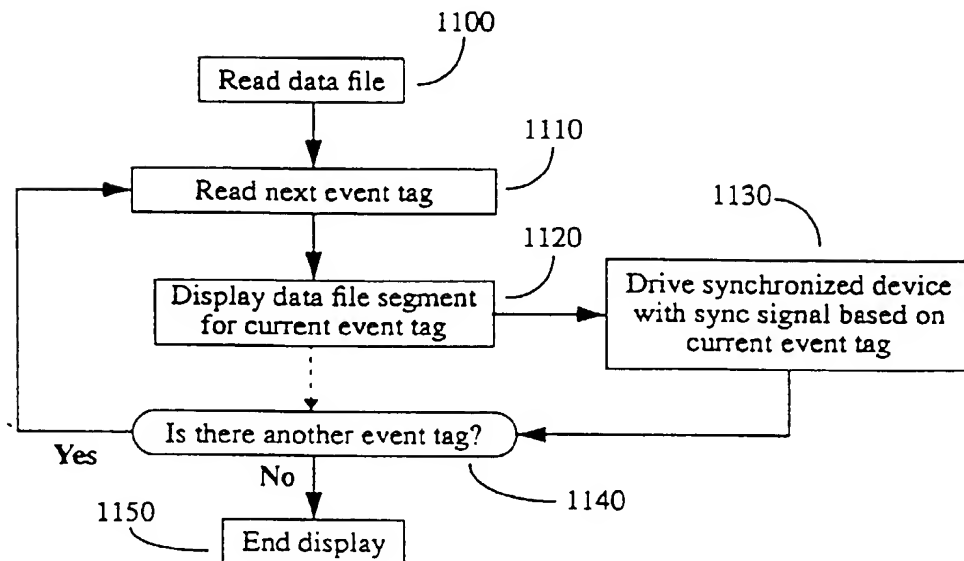 1100
Read data file
1110
Read next event tag
1120
1130
Display data file segment
for current event tag
Drive synchronized device
with sync signal based on
current event tag
Is there another event tag?
Yes
No
1140
1150
End display